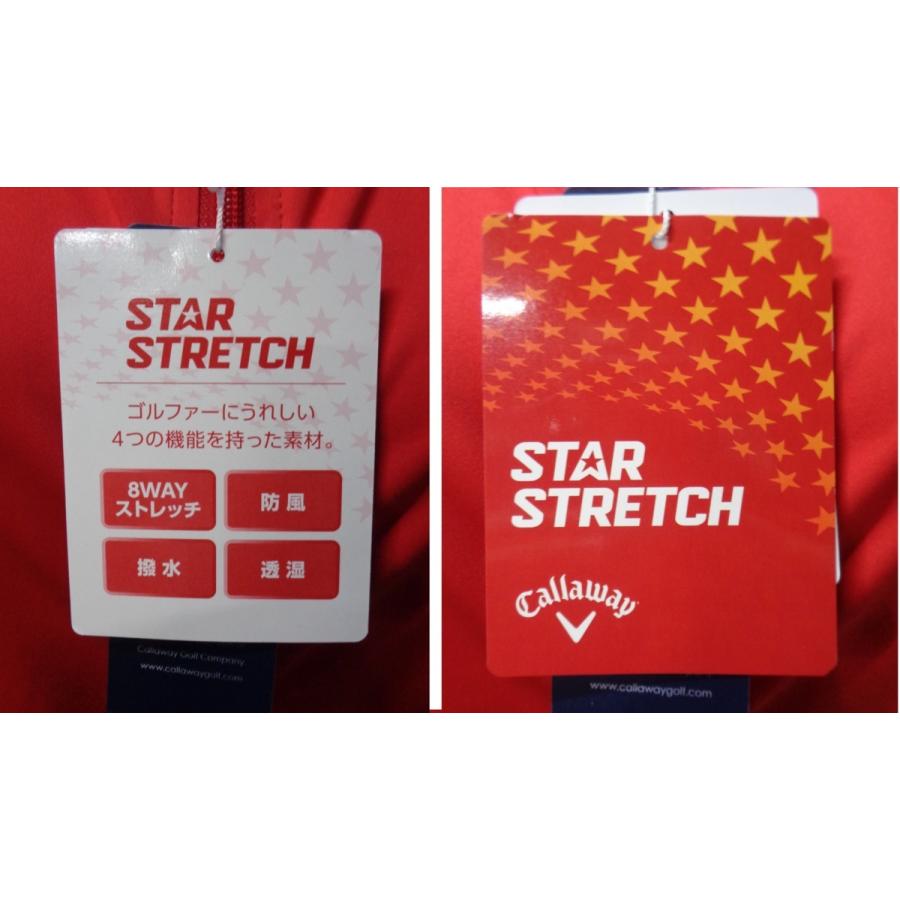 STAR
STRETCH
ゴルファーにうれしい
4つの機能を持った素材。
8WAY
ストレッチ
防風
撥水
透湿
Callaway Golf Company
www.callawaygolf.com
STAR
STRETCH
Callaway
www.callawaygolf.com